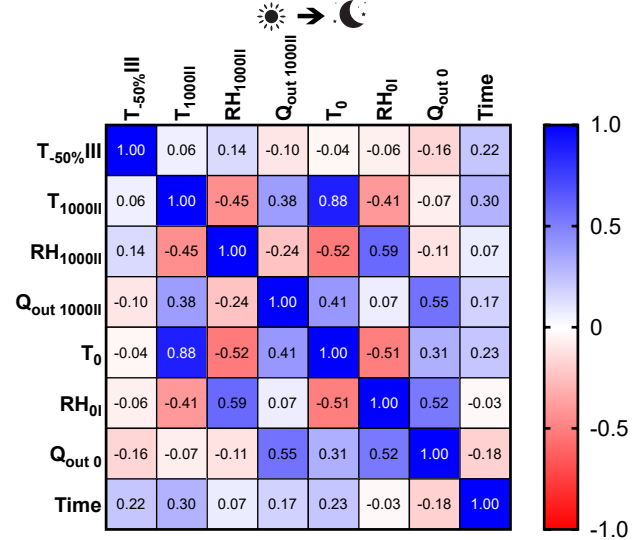 T-50%III T1000II RH1000II Qout 1000II T0 RH0I Qout 0 Time
T-50%III 1.00 0.06 0.14 -0.10 -0.04 -0.06 -0.16 0.22
T1000II 0.06 1.00 -0.45 0.38 0.88 -0.41 -0.07 0.30
RH1000II 0.14 -0.45 1.00 -0.24 -0.52 0.59 -0.11 0.07
Qout 1000II -0.10 0.38 -0.24 1.00 0.41 0.07 0.55 0.17
T0 -0.04 0.88 -0.52 0.41 1.00 -0.51 0.31 0.23
RH0I -0.06 -0.41 0.59 0.07 -0.51 1.00 0.52 -0.03
Qout 0 -0.16 -0.07 -0.11 0.55 0.31 0.52 1.00 -0.18
Time 0.22 0.30 0.07 0.17 0.23 -0.03 -0.18 1.00
1.0
0.5
0
-0.5
-1.0